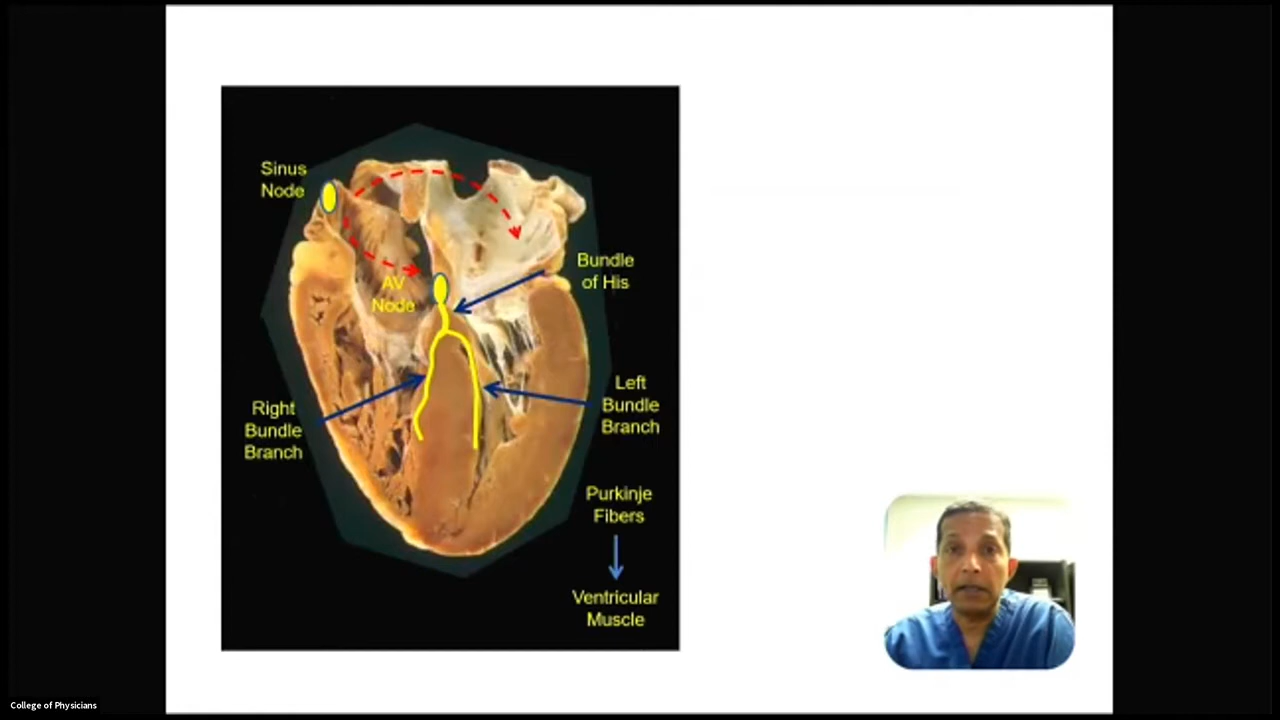 Sinus
Node
AV
Node
Bundle
of His
Right
Bundle
Branch
Left
Bundle
Branch
Purkinje
Fibers
Ventricular
Muscle
College of Physicians